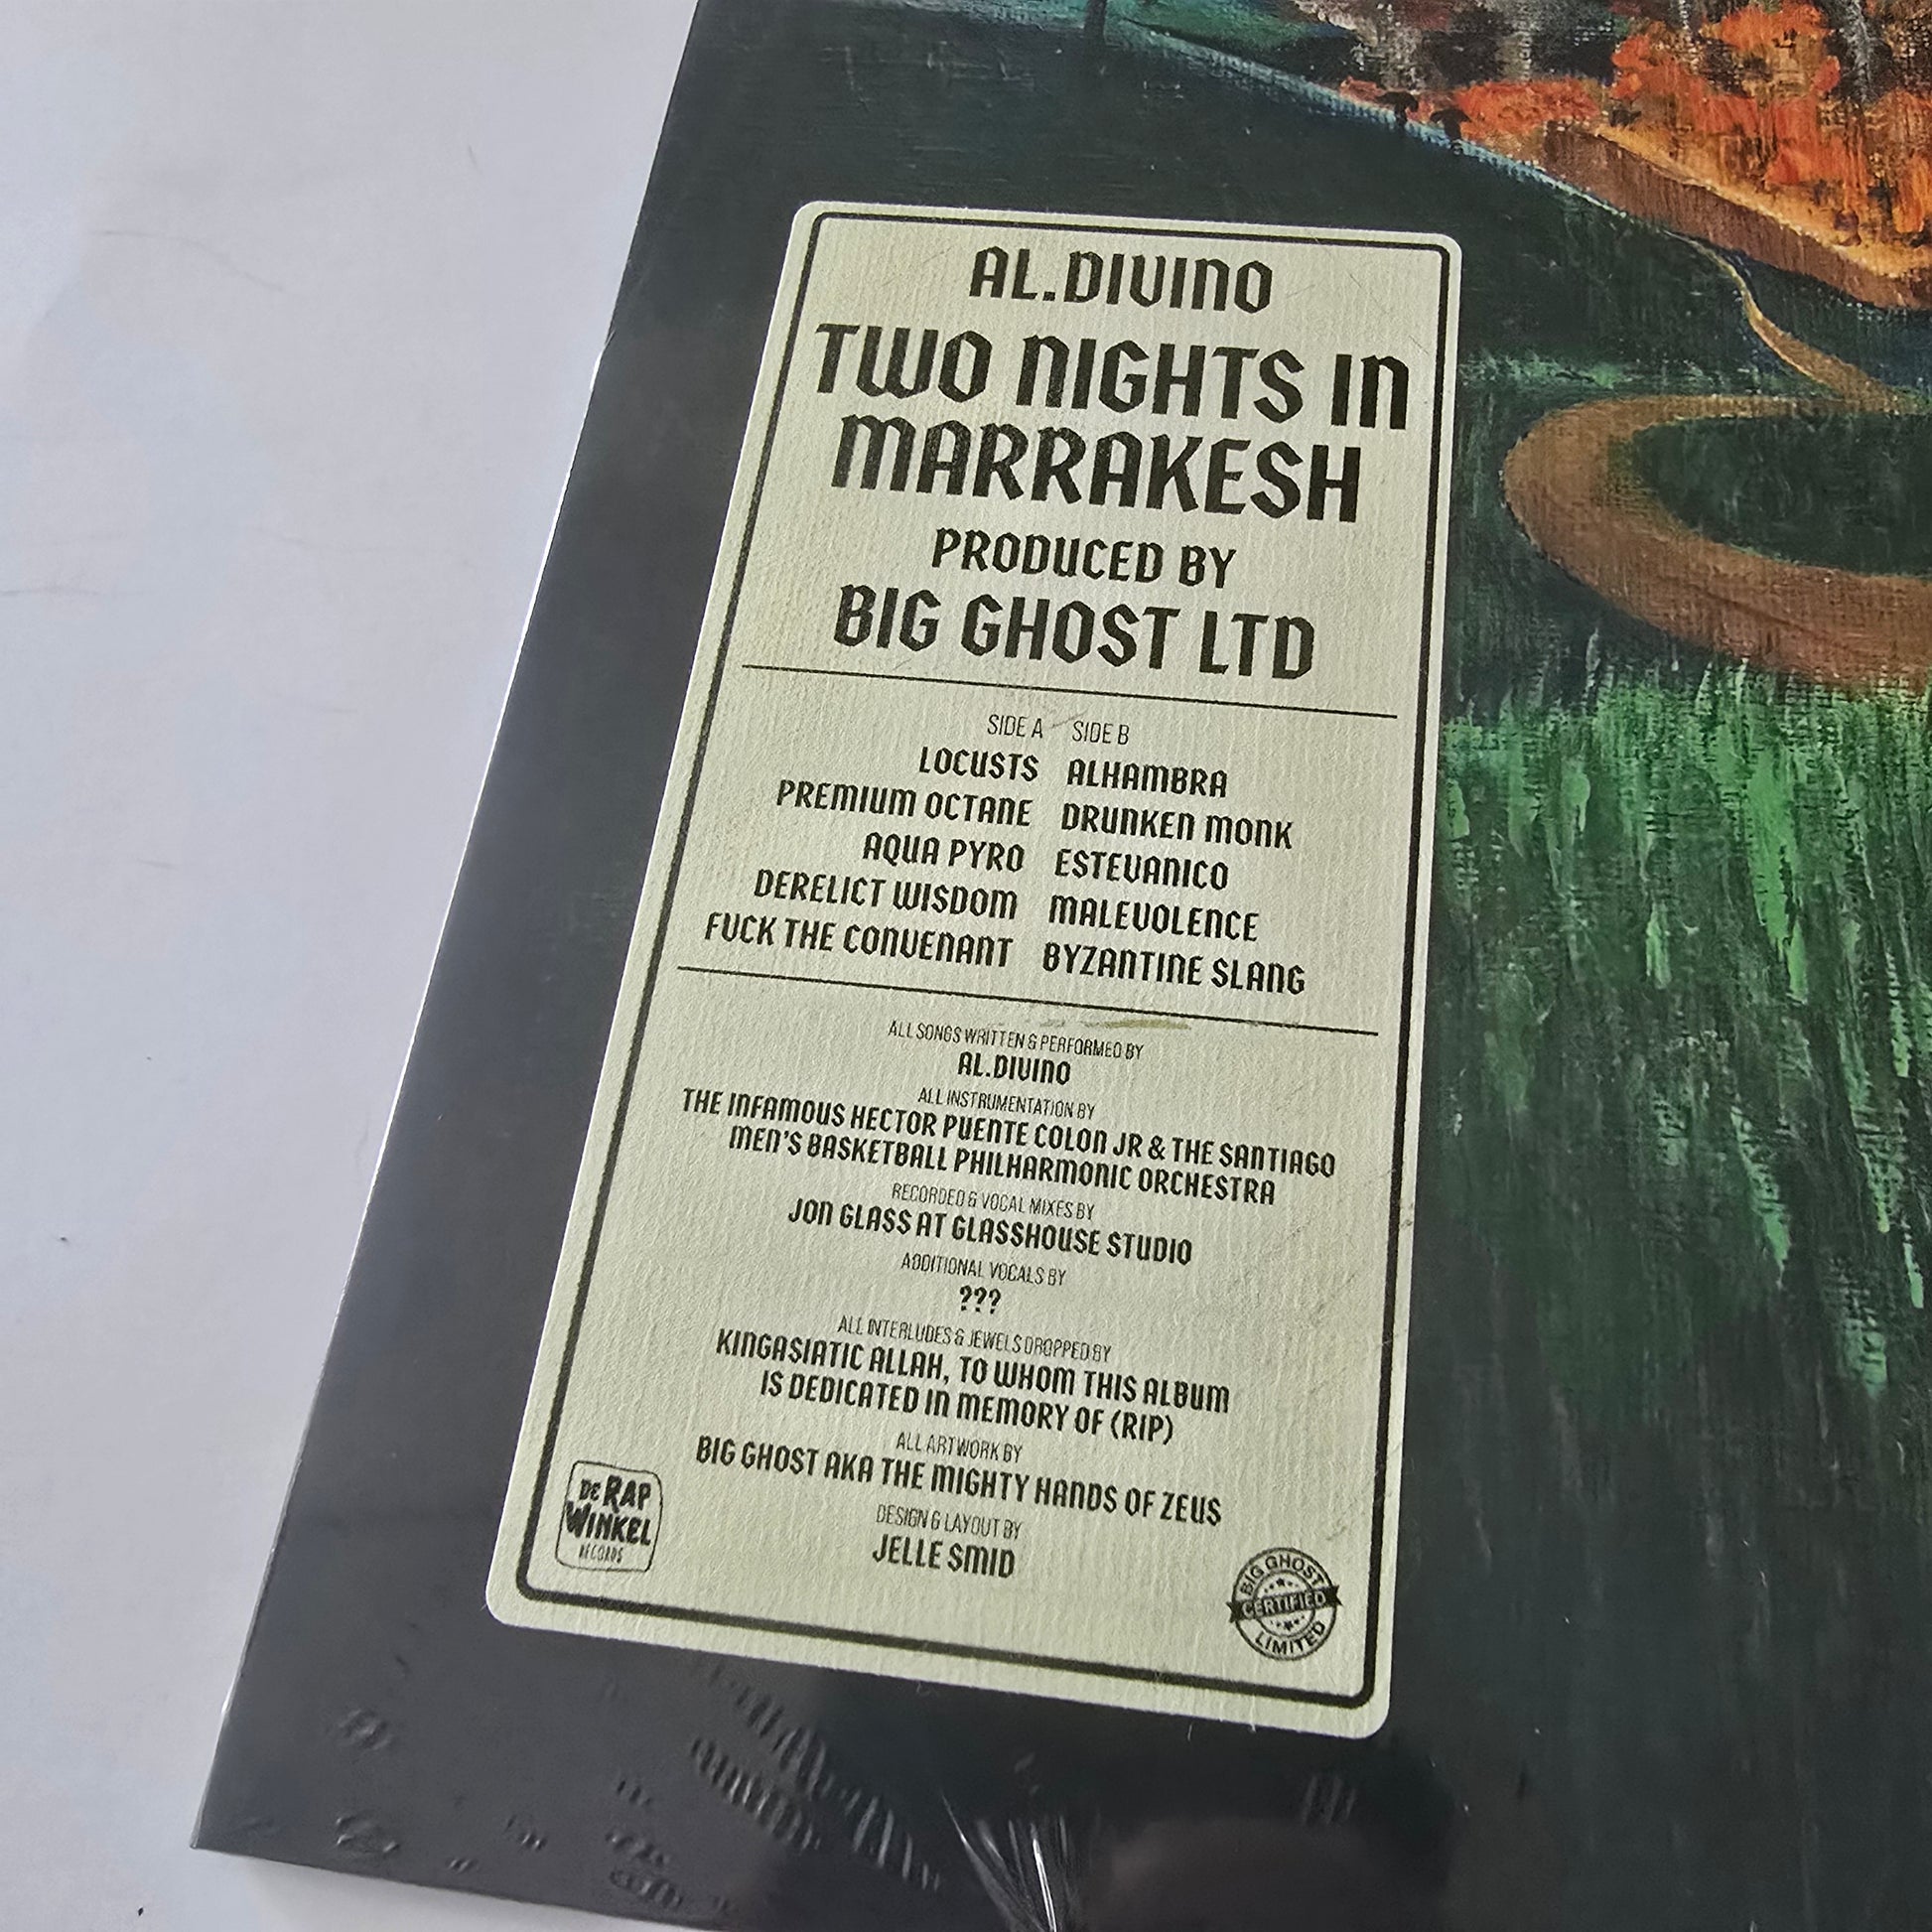 AL.DIVINO
TWO NIGHTS IN
MARRAKESH
PRODUCED BY
BIG GHOST LTD
SIDE A SIDE B
LOCUSTS ALHAMBRA
PREMIUM OCTANE DRUNKEN MONK
AQUA PYRO ESTEVANICO
DERELICT WISDOM MALEVOLENCE
FUCK THE CONVENANT BYZANTINE SLANG
ALL SONGS WRITTEN & PERFORMED BY
AL.DIVINO
ALL INSTRUMENTATION BY
THE INFAMOUS HECTOR PUENTE COLON JR & THE SANTIAGO
MEN'S BASKETBALL PHILHARMONIC ORCHESTRA
RECORDED & VOCAL MIXES BY
JON GLASS AT GLASSHOUSE STUDIO
ADDITIONAL VOCALS BY
???
ALL INTERLUDES & JEWELS DROPPED BY
KINGASIATIC ALLAH, TO WHOM THIS ALBUM
IS DEDICATED IN MEMORY OF (RIP)
ALL ARTWORK BY
BIG GHOST AKA THE MIGHTY HANDS OF ZEUS
DESIGN & LAYOUT BY
JELLE SMID
DE RAP
WINKEL
RECORDS
BIG GHOST
CERTIFIED
LIMITED